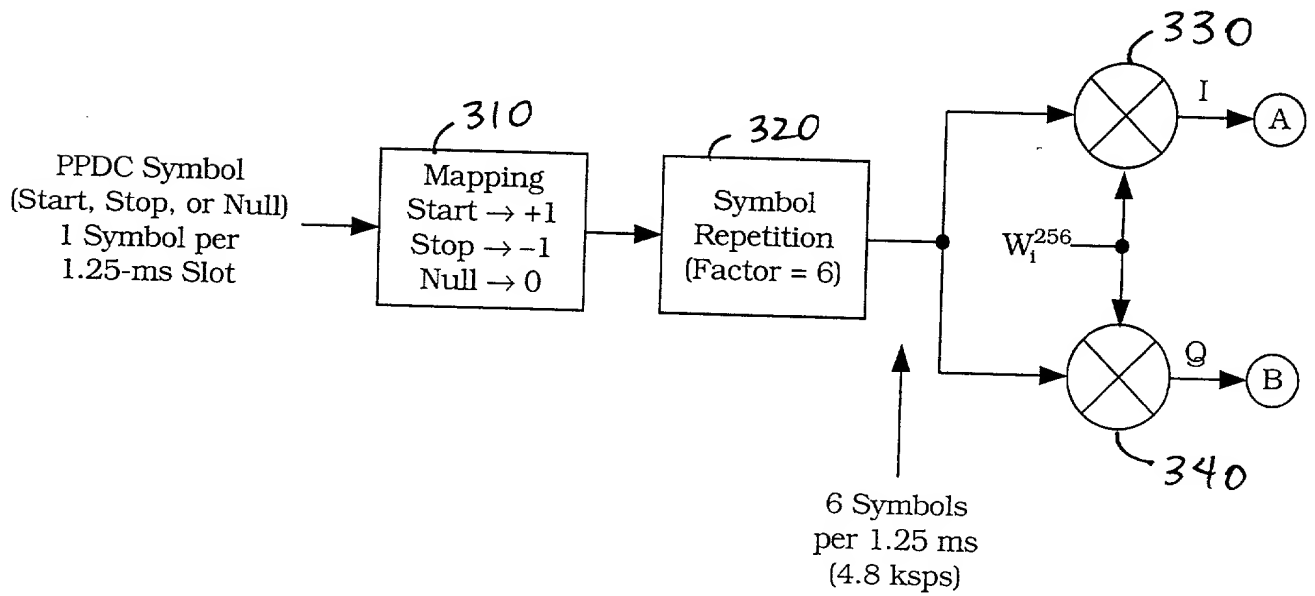 330
I
A
310
320
PPDC Symbol
(Start, Stop, or Null)
1 Symbol per
1.25-ms Slot
Mapping
Start → +1
Stop → −1
Null → 0
Symbol
Repetition
(Factor = 6)
W_i^256
Q
B
340
6 Symbols
per 1.25 ms
(4.8 ksps)